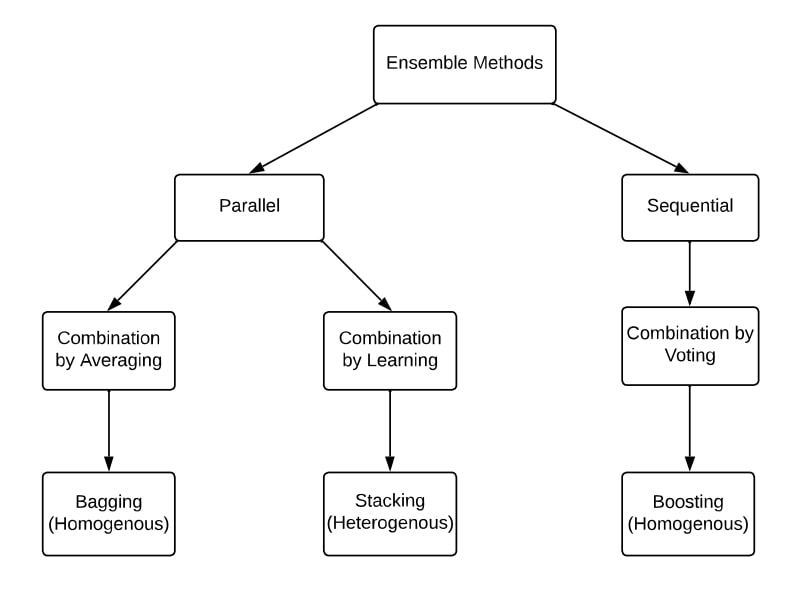 Ensemble Methods
Parallel
Sequential
Combination
by Averaging
Combination
by Learning
Combination by
Voting
Bagging
(Homogenous)
Stacking
(Heterogenous)
Boosting
(Homogenous)